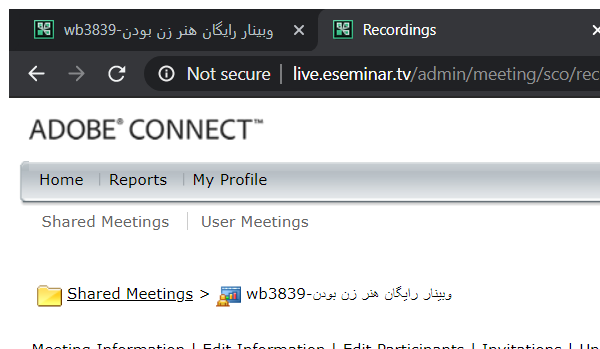 وبینار رایگان هنر زن بودن-wb3839
Recordings
Not secure | live.eseminar.tv/admin/meeting/sco/rec
ADOBE® CONNECT™
Home | Reports | My Profile
Shared Meetings | User Meetings
Shared Meetings > wb3839-وبینار رایگان هنر زن بودن
Meeting Information | Edit Information | Edit Participants | Invitations | Up